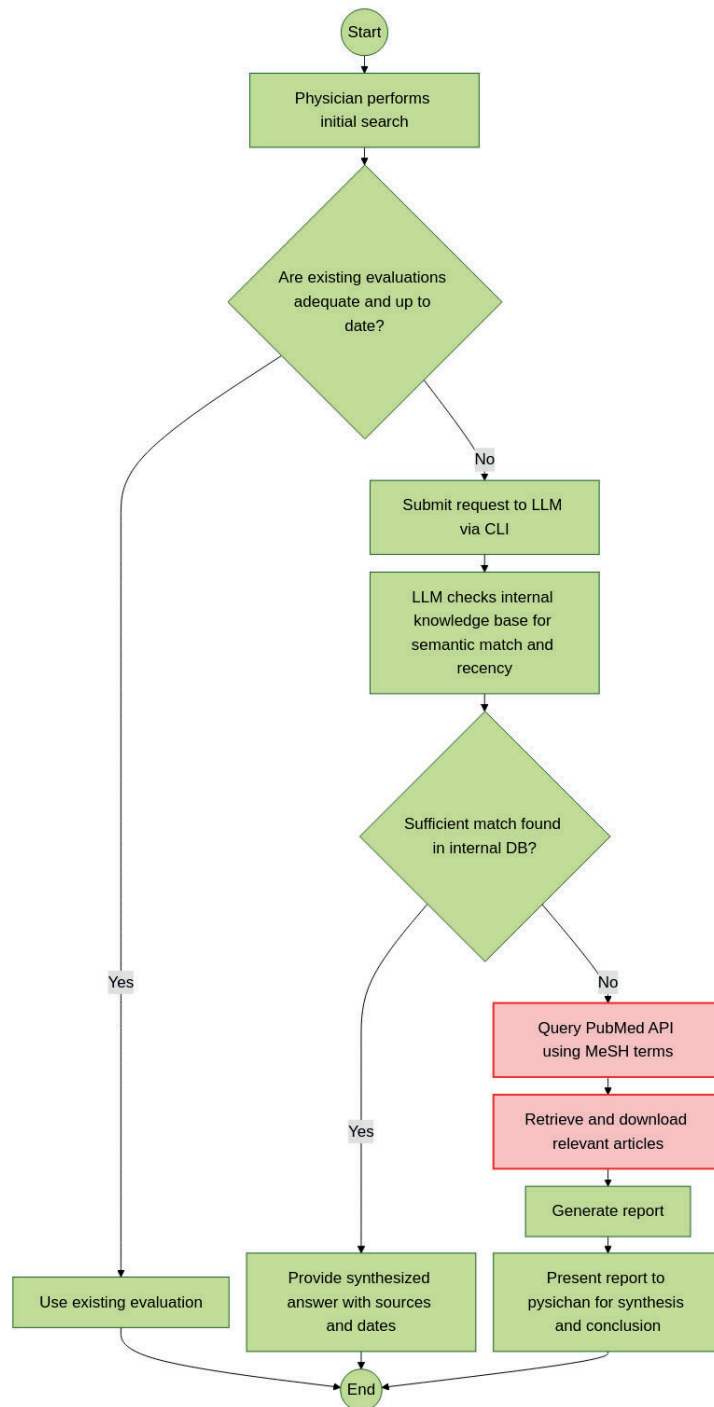 Start
Physician performs
initial search
Are existing evaluations
adequate and up to
date?
No
Submit request to LLM
via CLI
LLM checks internal
knowledge base for
semantic match and
recency
Sufficient match found
in internal DB?
Yes
No
Query PubMed API
using MeSH terms
Retrieve and download
relevant articles
Yes
Generate report
Use existing evaluation
Provide synthesized
answer with sources
and dates
Present report to
pysichan for synthesis
and conclusion
End